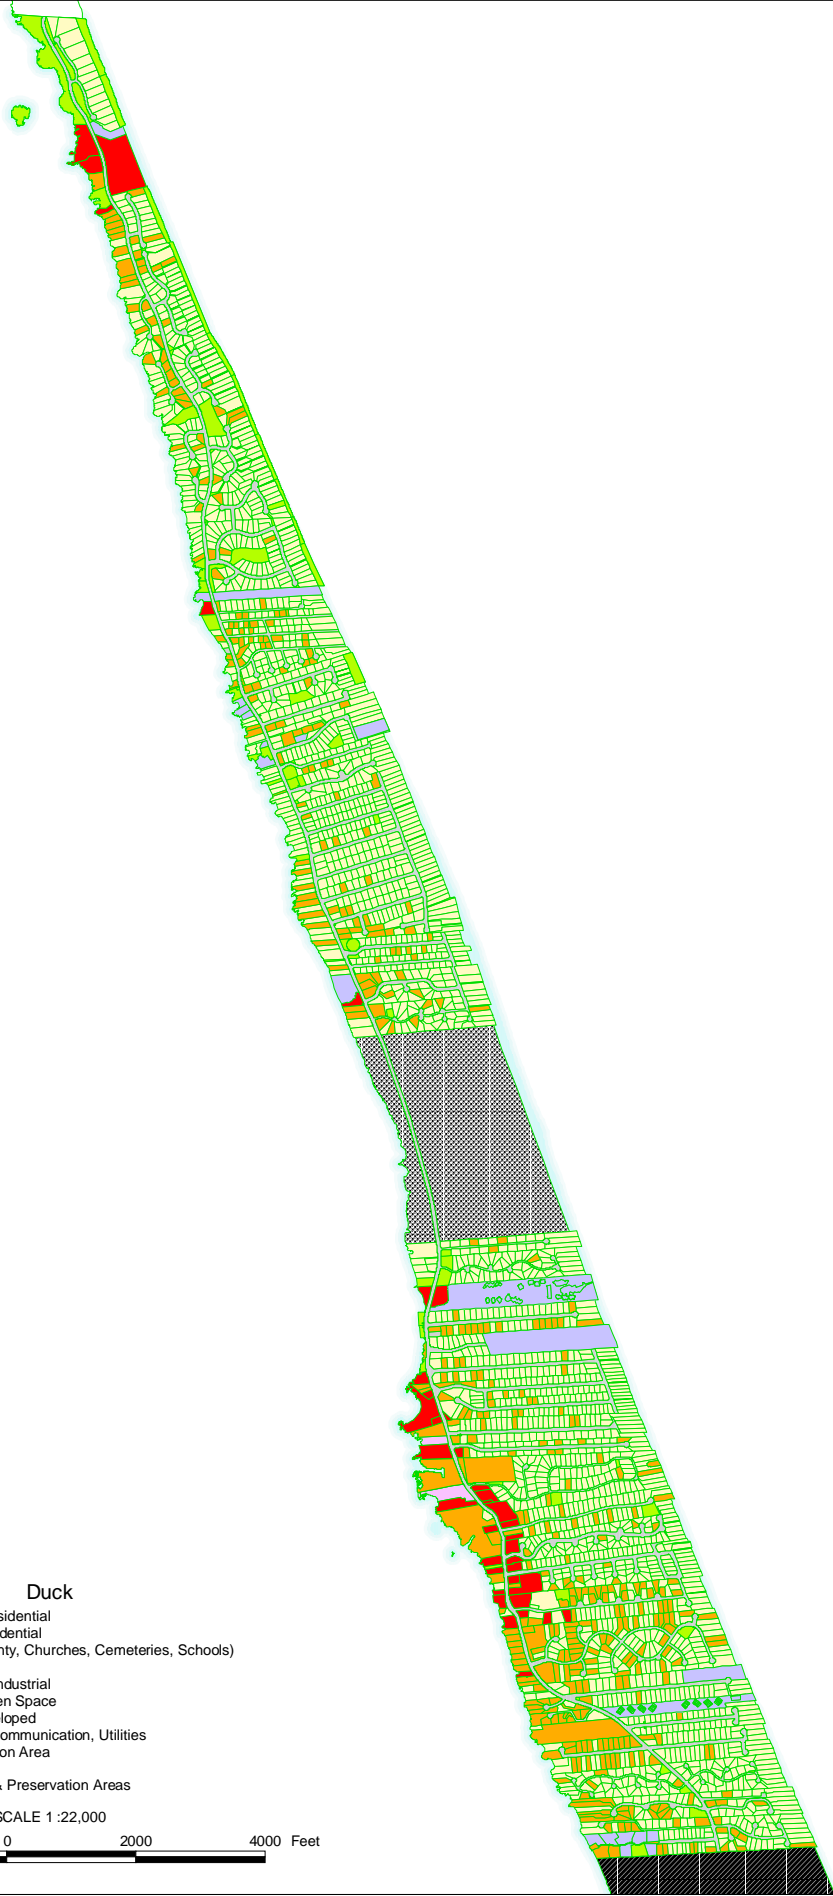 Duck
sidential
dential
nty, Churches, Cemeteries, Schools)
ndustrial
en Space
loped
ommunication, Utilities
on Area
& Preservation Areas
SCALE 1 :22,000
0 2000 4000 Feet